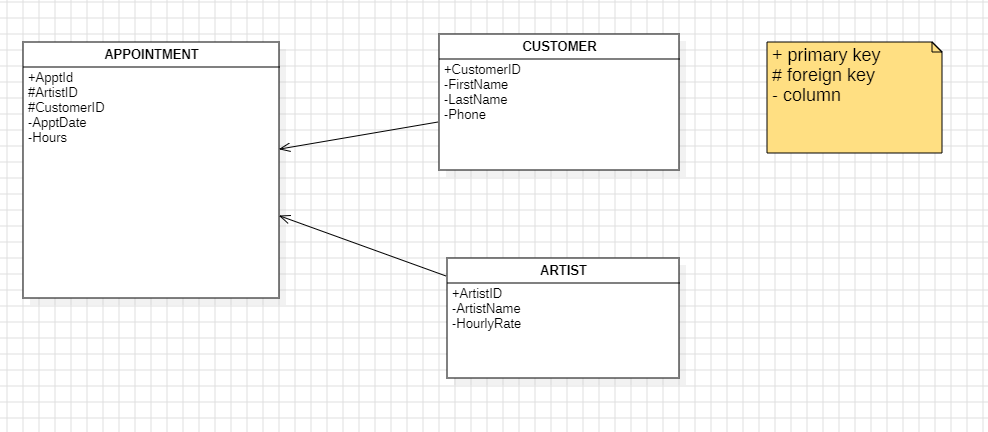 APPOINTMENT
+ApptId
#ArtistID
#CustomerID
-ApptDate
-Hours
CUSTOMER
+CustomerID
-FirstName
-LastName
-Phone
ARTIST
+ArtistID
-ArtistName
-HourlyRate
+ primary key
# foreign key
- column